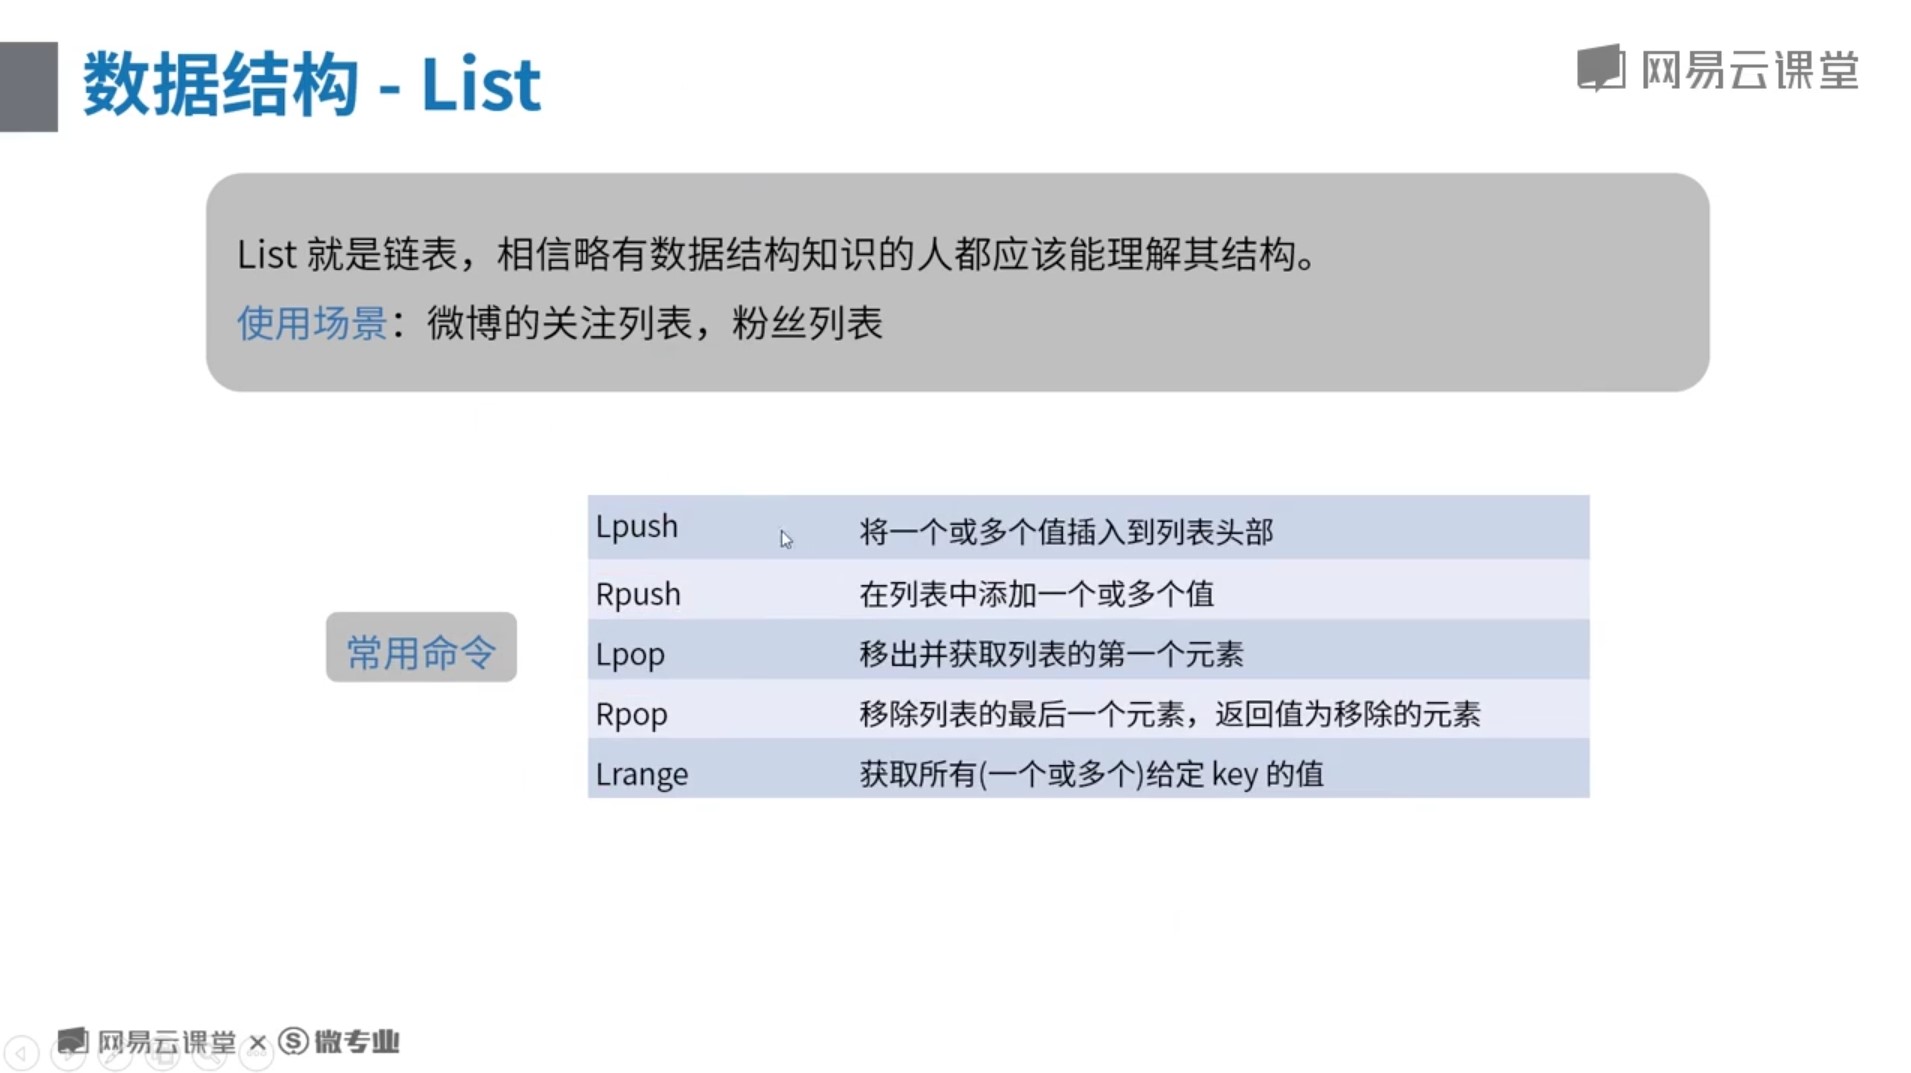 数据结构 - List
网易云课堂
List 就是链表，相信略有数据结构知识的人都应该能理解其结构。
使用场景：微博的关注列表，粉丝列表
常用命令
Lpush 将一个或多个值插入到列表头部
Rpush 在列表中添加一个或多个值
Lpop 移出并获取列表的第一个元素
Rpop 移除列表的最后一个元素，返回值为移除的元素
Lrange 获取所有(一个或多个)给定 key 的值
网易云课堂 × 微专业